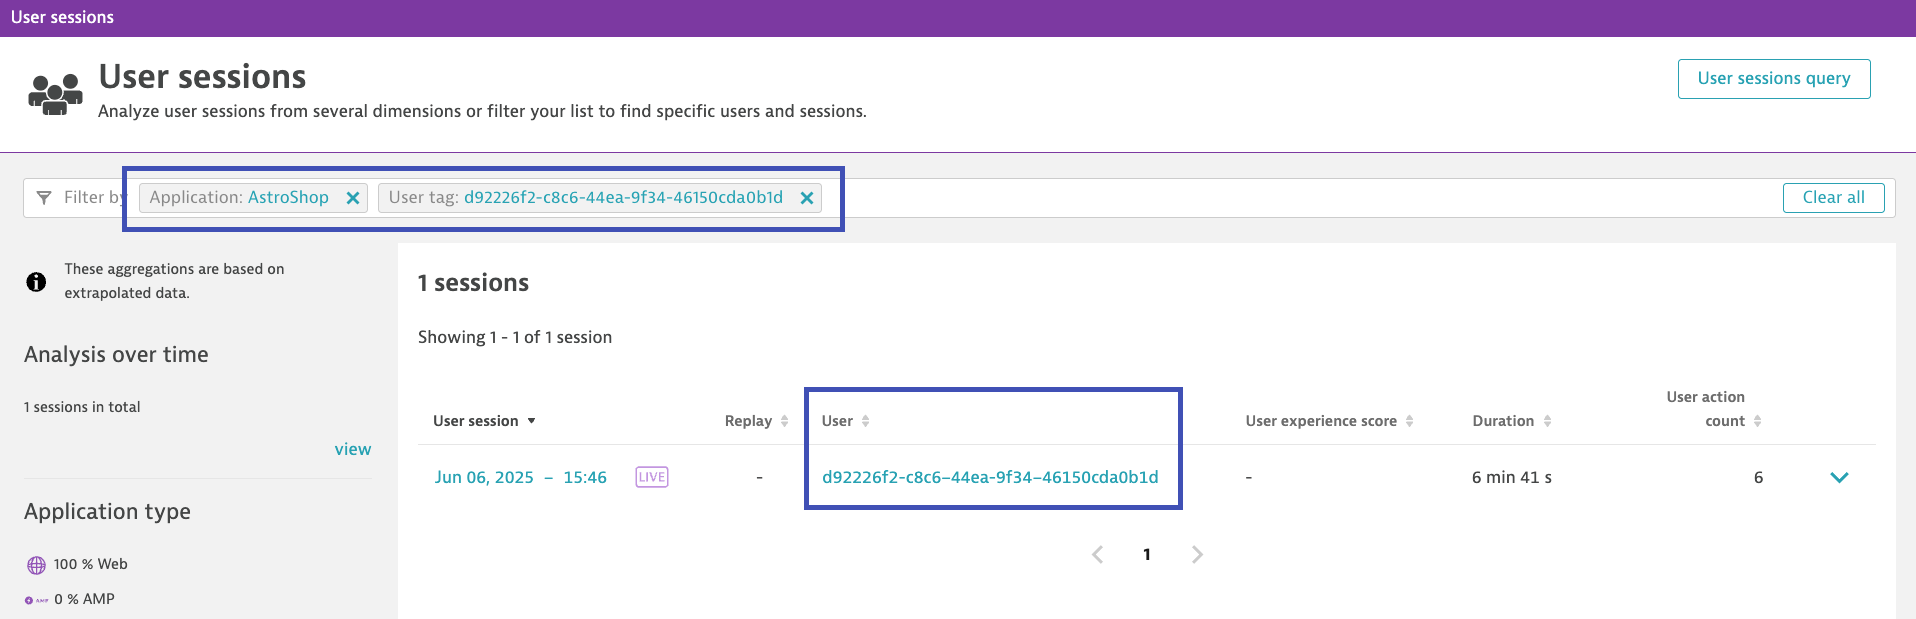 User sessions
User sessions
Analyze user sessions from several dimensions or filter your list to find specific users and sessions.
User sessions query
Filter by
Application: AstroShop
User tag: d92226f2-c8c6-44ea-9f34-46150cda0b1d
Clear all
These aggregations are based on
extrapolated data.
Analysis over time
1 sessions in total
view
Application type
100 % Web
AMP 0 % AMP
1 sessions
Showing 1 - 1 of 1 session
User session
Replay
User
User experience score
Duration
User action
count
Jun 06, 2025 – 15:46
LIVE
-
d92226f2-c8c6–44ea-9f34–46150cda0b1d
-
6 min 41 s
6
1